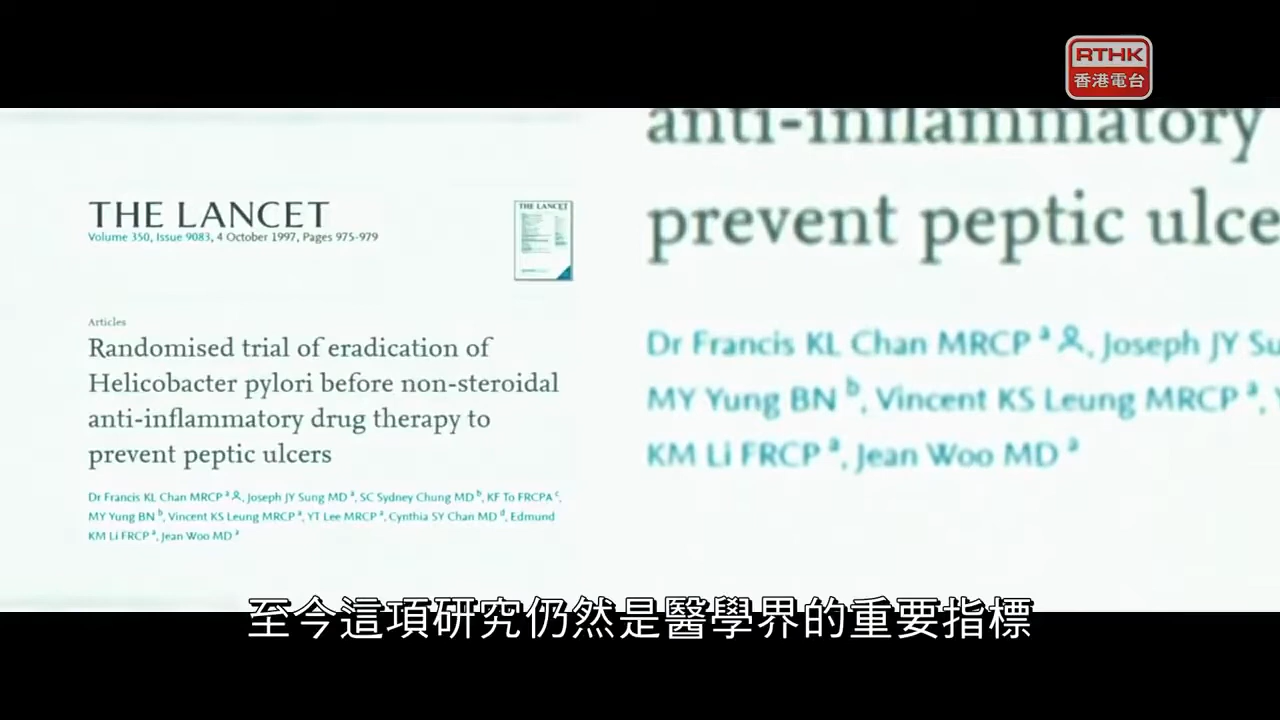 RTHK
香港電台
THE LANCET
Volume 350, Issue 9083, 4 October 1997, Pages 975-979
THE LANCET
Articles
Randomised trial of eradication of
Helicobacter pylori before non-steroidal
anti-inflammatory drug therapy to
prevent peptic ulcers
Dr Francis KL Chan MRCP a, Joseph JY Sung MD a, SC Sydney Chung MD b, KF To FRCPA c,
MY Yung BN b, Vincent KS Leung MRCP a, YT Lee MRCP a, Cynthia SY Chan MD d, Edmund
KM Li FRCP a, Jean Woo MD a
anti-inflammatory
prevent peptic ulce
Dr Francis KL Chan MRCP a, Joseph JY Su
MY Yung BN b, Vincent KS Leung MRCP a, Y
KM Li FRCP a, Jean Woo MD a
至今這項研究仍然是醫學界的重要指標